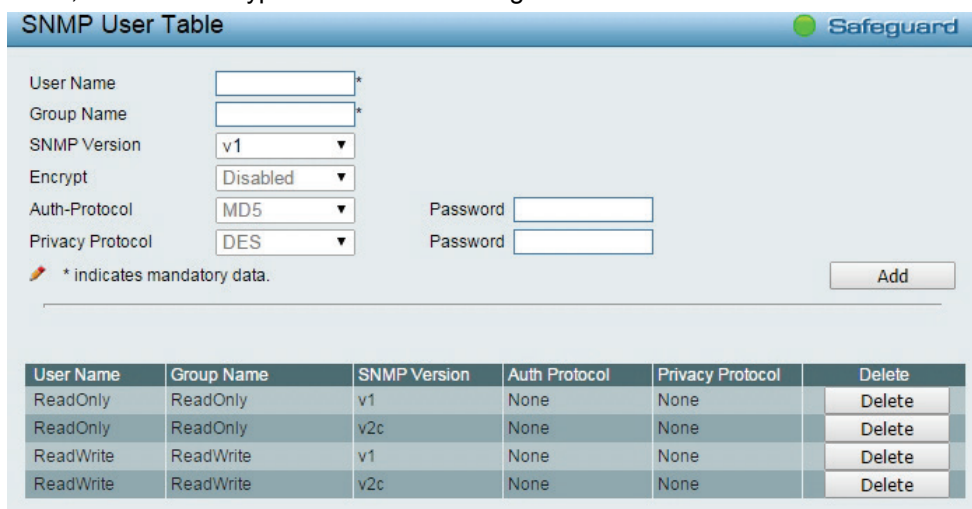 SNMP User Table Safeguard
User Name *
Group Name *
SNMP Version v1
Encrypt Disabled
Auth-Protocol MD5 Password
Privacy Protocol DES Password
* indicates mandatory data. Add
User Name Group Name SNMP Version Auth Protocol Privacy Protocol Delete
ReadOnly ReadOnly v1 None None Delete
ReadOnly ReadOnly v2c None None Delete
ReadWrite ReadWrite v1 None None Delete
ReadWrite ReadWrite v2c None None Delete